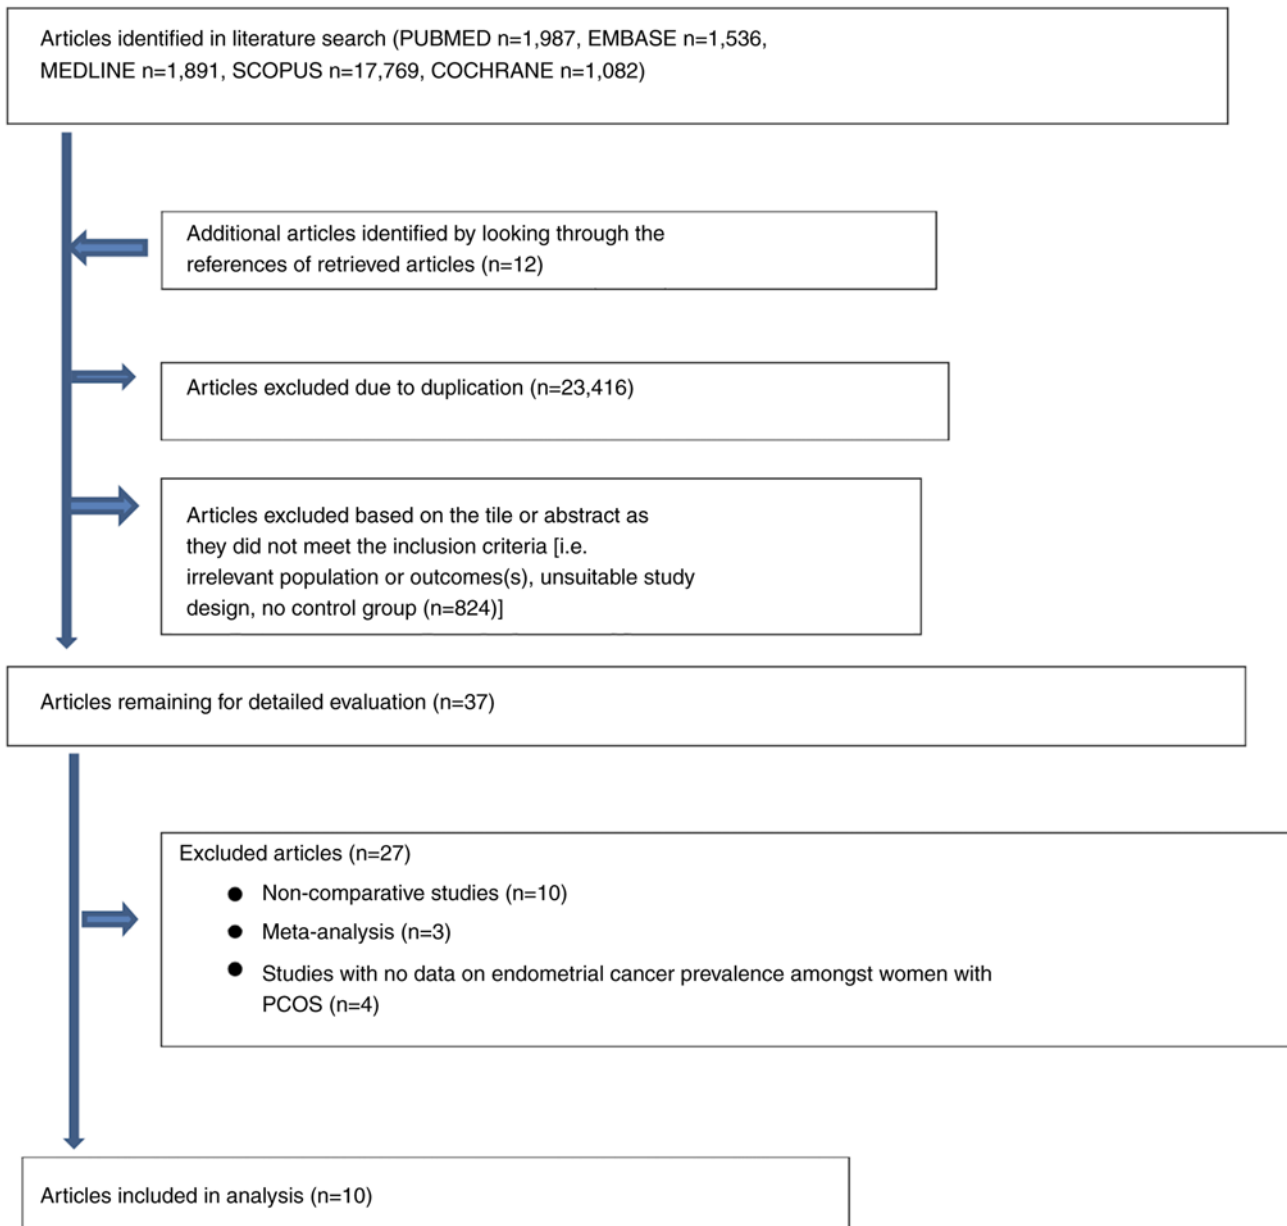 Articles identified in literature search (PUBMED n=1,987, EMBASE n=1,536,
MEDLINE n=1,891, SCOPUS n=17,769, COCHRANE n=1,082)
Additional articles identified by looking through the
references of retrieved articles (n=12)
Articles excluded due to duplication (n=23,416)
Articles excluded based on the tile or abstract as
they did not meet the inclusion criteria [i.e.
irrelevant population or outcomes(s), unsuitable study
design, no control group (n=824)]
Articles remaining for detailed evaluation (n=37)
Excluded articles (n=27)
● Non-comparative studies (n=10)
● Meta-analysis (n=3)
● Studies with no data on endometrial cancer prevalence amongst women with
PCOS (n=4)
Articles included in analysis (n=10)